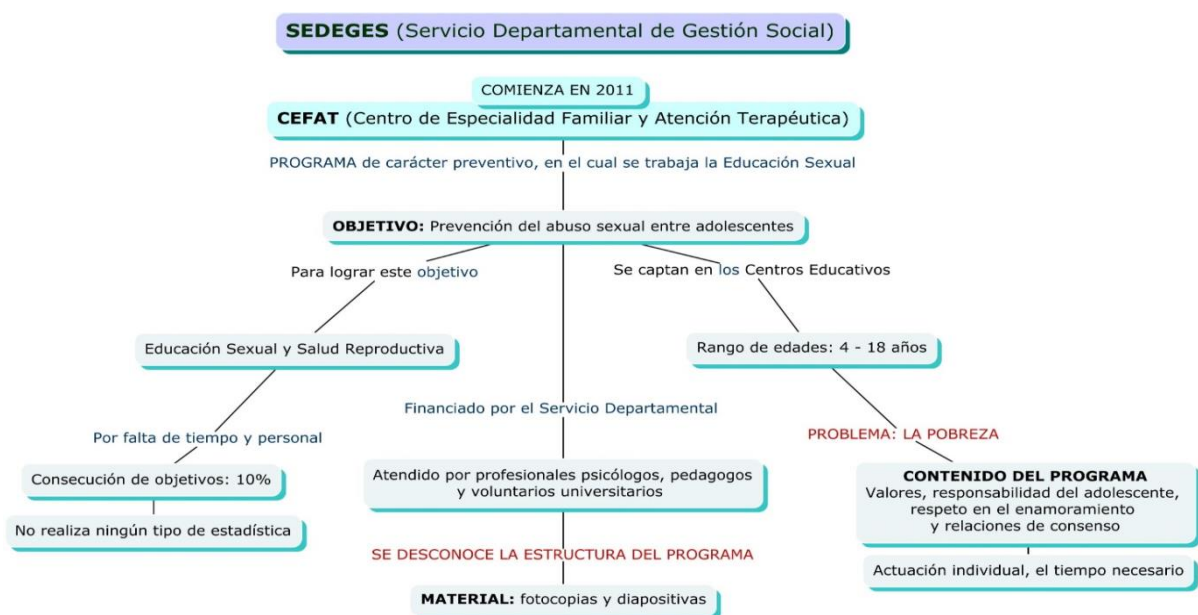 SEDEGES (Servicio Departamental de Gestión Social)
COMIENZA EN 2011
CEFAT (Centro de Especialidad Familiar y Atención Terapéutica)
PROGRAMA de carácter preventivo, en el cual se trabaja la Educación Sexual
OBJETIVO: Prevención del abuso sexual entre adolescentes
Para lograr este objetivo
Educación Sexual y Salud Reproductiva
Por falta de tiempo y personal
Consecución de objetivos: 10%
No realiza ningún tipo de estadística
Financiado por el Servicio Departamental
Atendido por profesionales psicólogos, pedagogos
y voluntarios universitarios
SE DESCONOCE LA ESTRUCTURA DEL PROGRAMA
MATERIAL: fotocopias y diapositivas
Se captan en los Centros Educativos
Rango de edades: 4 - 18 años
PROBLEMA: LA POBREZA
CONTENIDO DEL PROGRAMA
Valores, responsabilidad del adolescente,
respeto en el enamoramiento
y relaciones de consenso
Actuación individual, el tiempo necesario